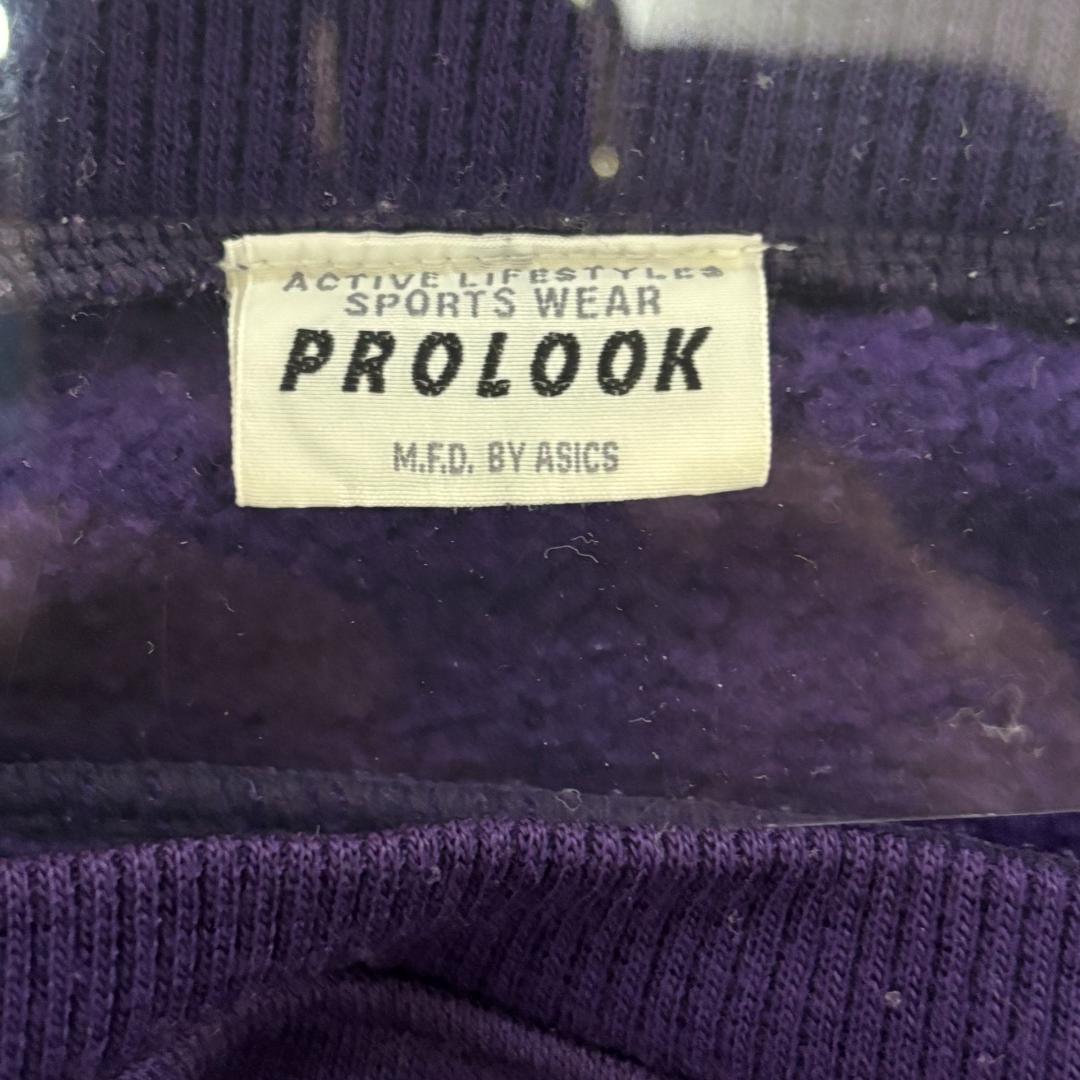 ACTIVE LIFESTYLES
SPORTS WEAR
PROLOOK
M.F.D. BY ASICS